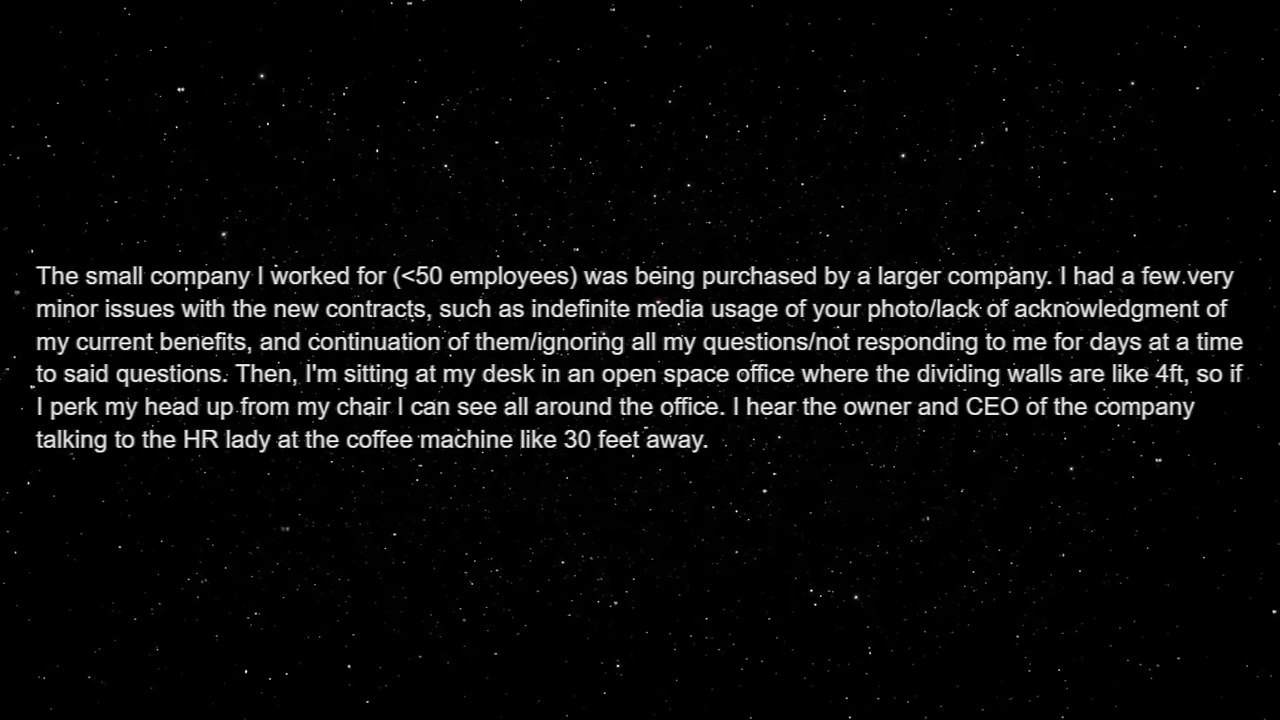 The small company I worked for (<50 employees) was being purchased by a larger company. I had a few very
minor issues with the new contracts, such as indefinite media usage of your photo/lack of acknowledgment of
my current benefits, and continuation of them/ignoring all my questions/not responding to me for days at a time
to said questions. Then, I'm sitting at my desk in an open space office where the dividing walls are like 4ft, so if
I perk my head up from my chair I can see all around the office. I hear the owner and CEO of the company
talking to the HR lady at the coffee machine like 30 feet away.